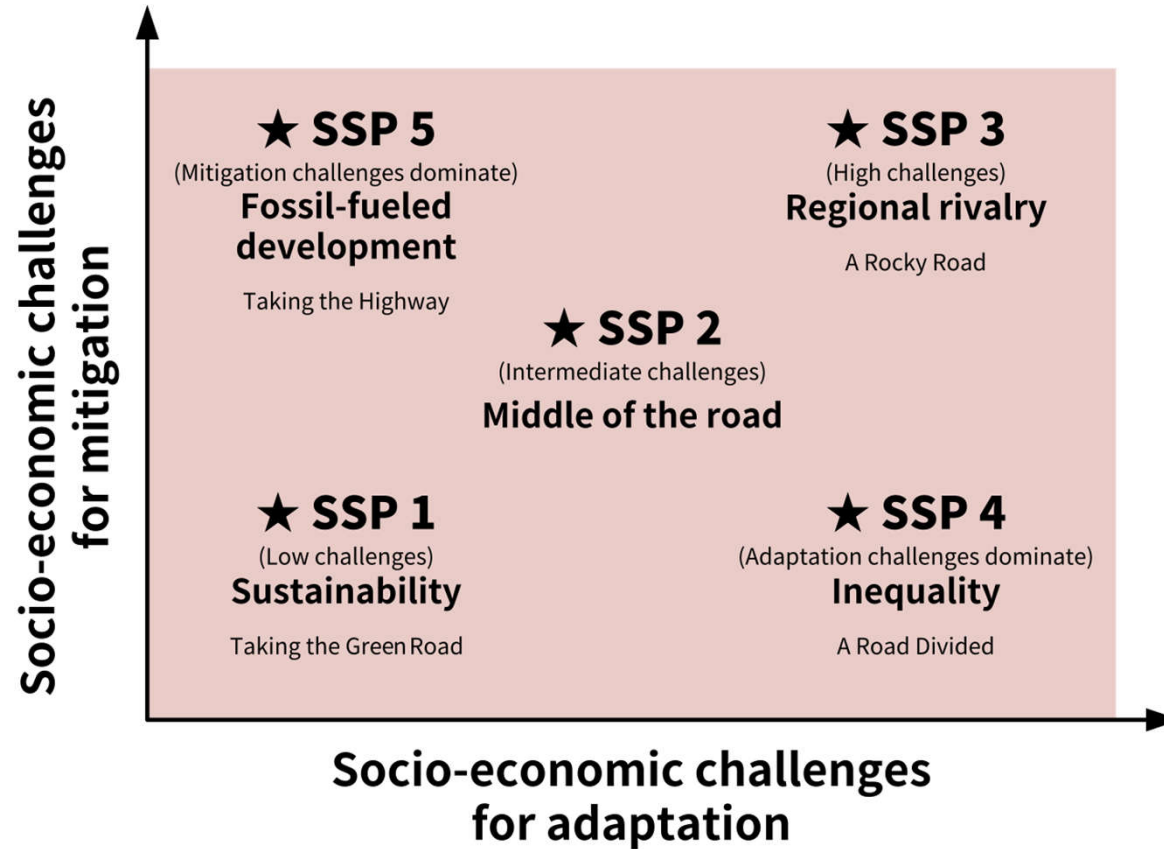 Socio-economic challenges
for mitigation
★ SSP 5
(Mitigation challenges dominate)
Fossil-fueled
development
Taking the Highway
★ SSP 3
(High challenges)
Regional rivalry
A Rocky Road
★ SSP 2
(Intermediate challenges)
Middle of the road
★ SSP 1
(Low challenges)
Sustainability
Taking the Green Road
★ SSP 4
(Adaptation challenges dominate)
Inequality
A Road Divided
Socio-economic challenges
for adaptation